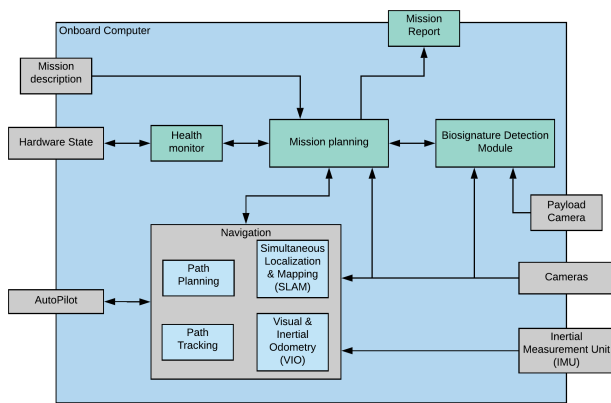 Onboard Computer
Mission
Report
Mission
description
Hardware State
Health
monitor
Mission planning
Biosignature Detection
Module
Payload
Camera
Navigation
Simultaneous
Localization
& Mapping
(SLAM)
Path
Planning
Cameras
AutoPilot
Path
Tracking
Visual &
Inertial
Odometry
(VIO)
Inertial
Measurement Unit
(IMU)